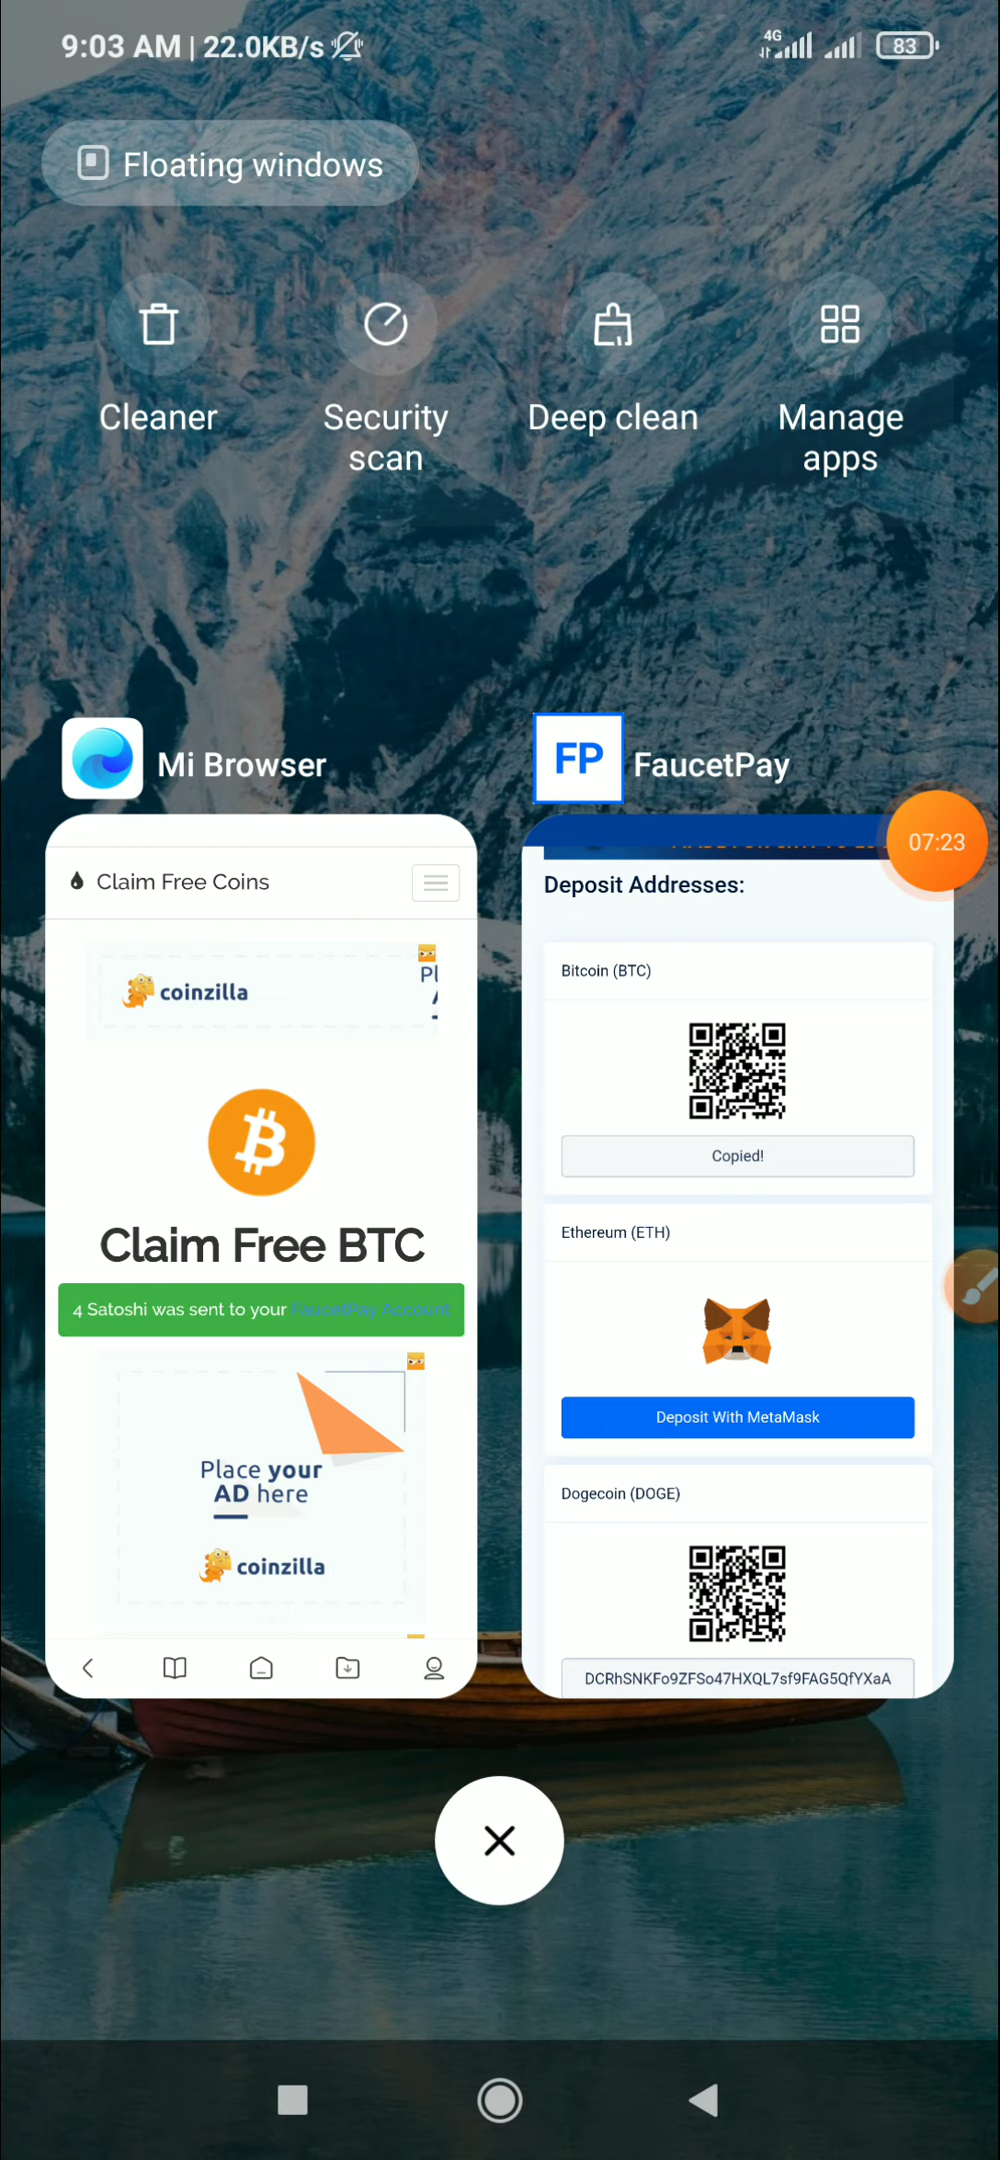 9:03 AM | 22.0KB/s
4G
83
Floating windows
Cleaner
Security scan
Deep clean
Manage apps
Mi Browser
FP FaucetPay
07:23
Claim Free Coins
coinzilla
Claim Free BTC
4 Satoshi was sent to your FaucetPay Account
Place your
AD here
coinzilla
Deposit Addresses:
Bitcoin (BTC)
Copied!
Ethereum (ETH)
Deposit With MetaMask
Dogecoin (DOGE)
DCRhSNKFo9ZFSo47HXQL7sf9FAG5QfYXaA